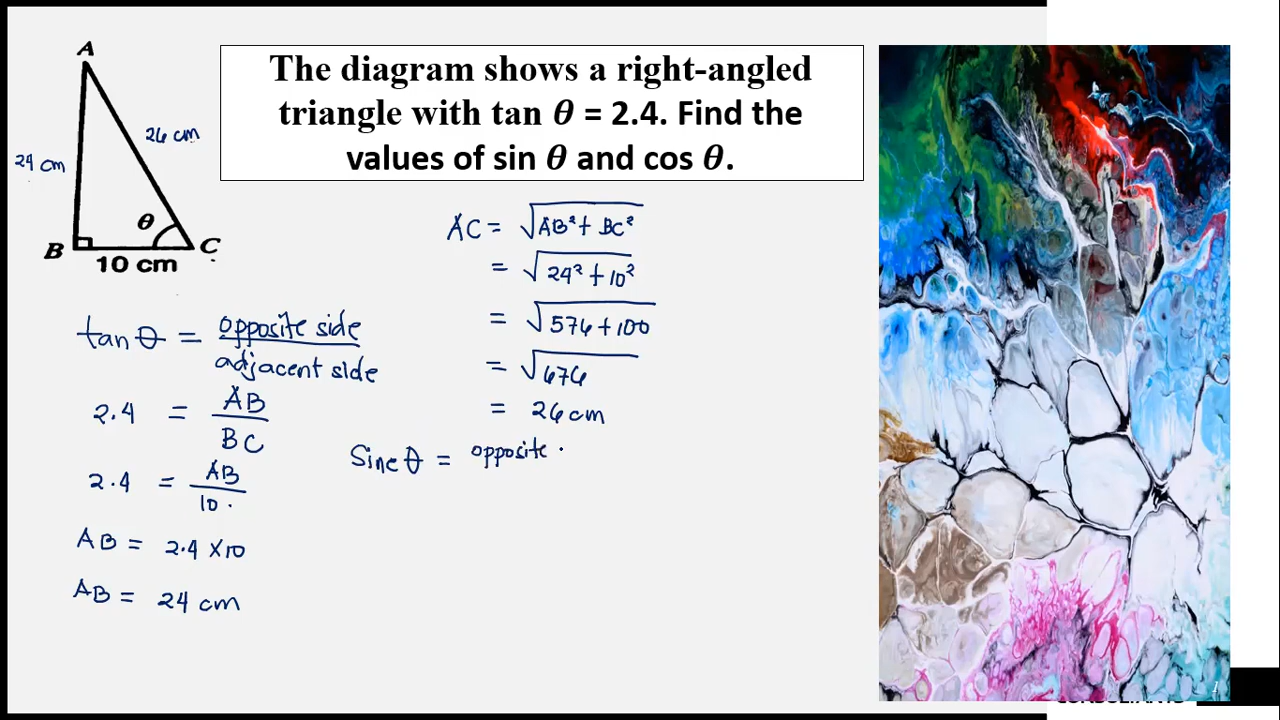 A
26 cm
24 cm
θ
B
C
10 cm
The diagram shows a right-angled
triangle with tan θ = 2.4. Find the
values of sin θ and cos θ.
tan θ = opposite side / adjacent side
2.4 = AB / BC
2.4 = AB / 10
AB = 2.4 × 10
AB = 24 cm
AC = √AB² + BC²
= √24² + 10²
= √576 + 100
= √676
= 26 cm
Sine θ = opposite
1